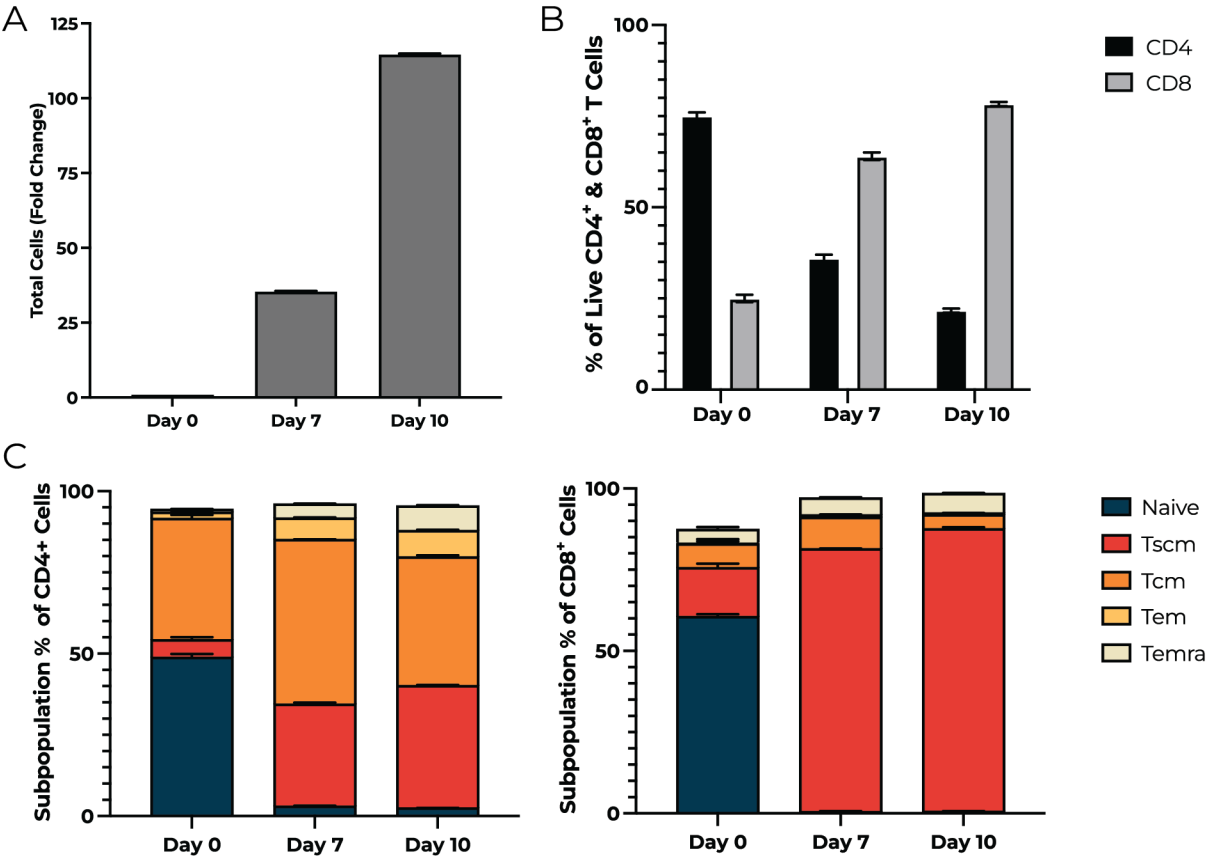 A
Total Cells (Fold Change)
125
100
75
50
25
0
Day 0 Day 7 Day 10
B
% of Live CD4⁺ & CD8⁺ T Cells
100
50
0
Day 0 Day 7 Day 10
CD4
CD8
C
Subpopulation % of CD4+ Cells
100
50
0
Day 0 Day 7 Day 10
Subpopulation % of CD8⁺ Cells
100
50
0
Day 0 Day 7 Day 10
Naive
Tscm
Tcm
Tem
Temra